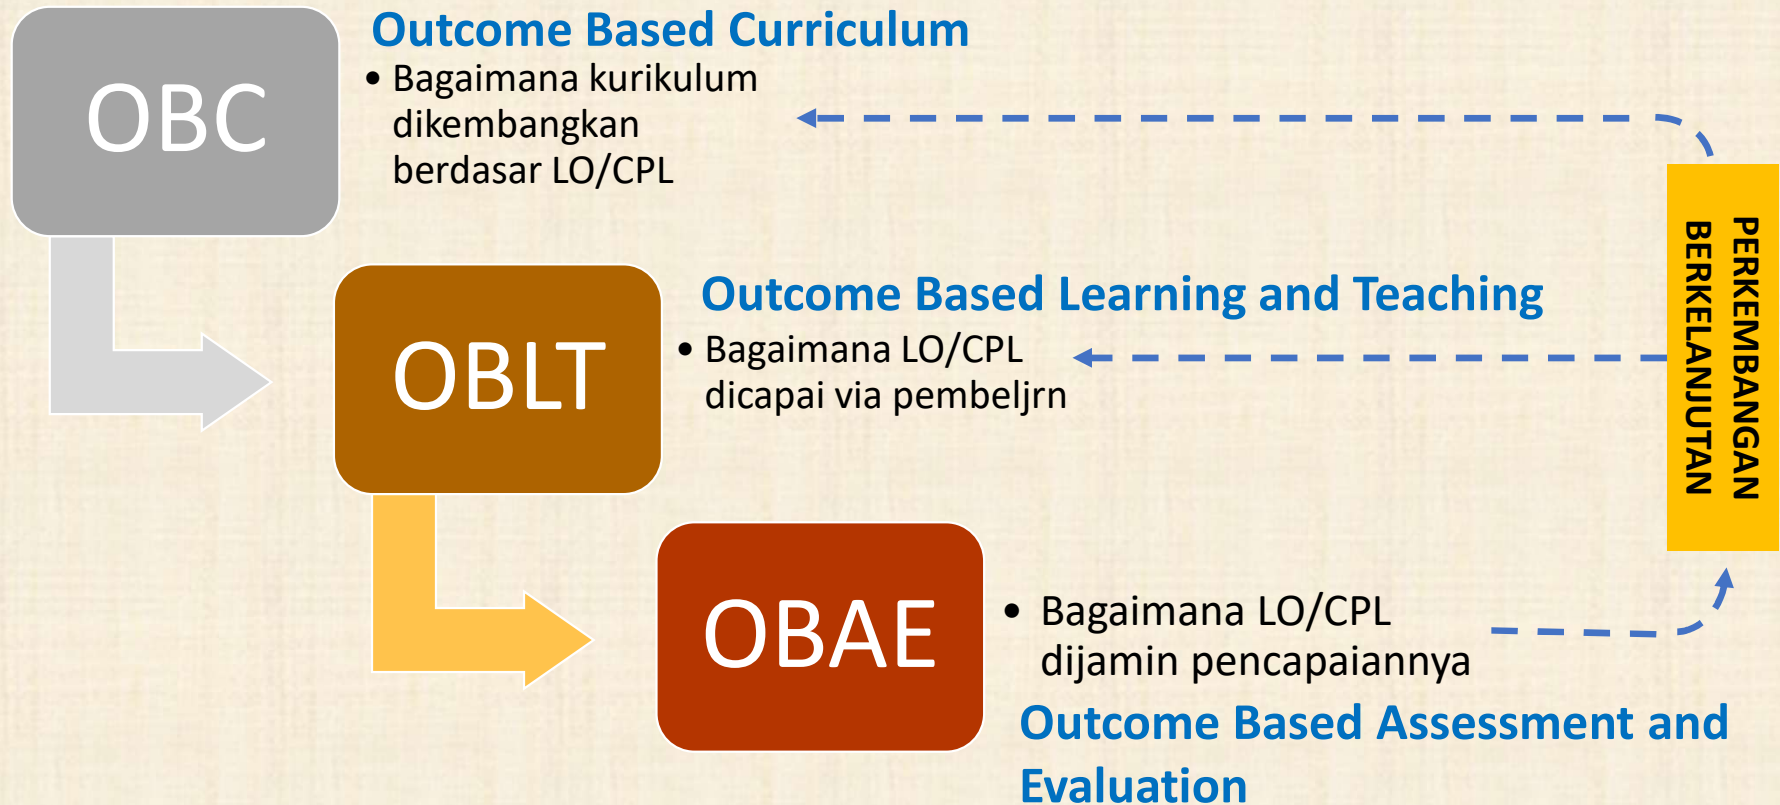 OBC
Outcome Based Curriculum
• Bagaimana kurikulum
dikembangkan
berdasar LO/CPL
OBLT
Outcome Based Learning and Teaching
• Bagaimana LO/CPL
dicapai via pembeljrn
OBAE
• Bagaimana LO/CPL
dijamin pencapaiannya
Outcome Based Assessment and
Evaluation
PERKEMBANGAN
BERKELANJUTAN